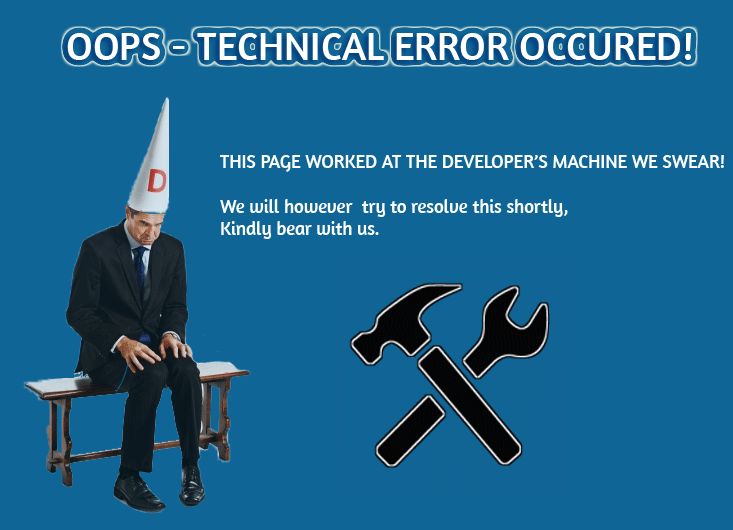 OOPS - TECHNICAL ERROR OCCURED!
D
THIS PAGE WORKED AT THE DEVELOPER'S MACHINE WE SWEAR!
We will however try to resolve this shortly,
Kindly bear with us.